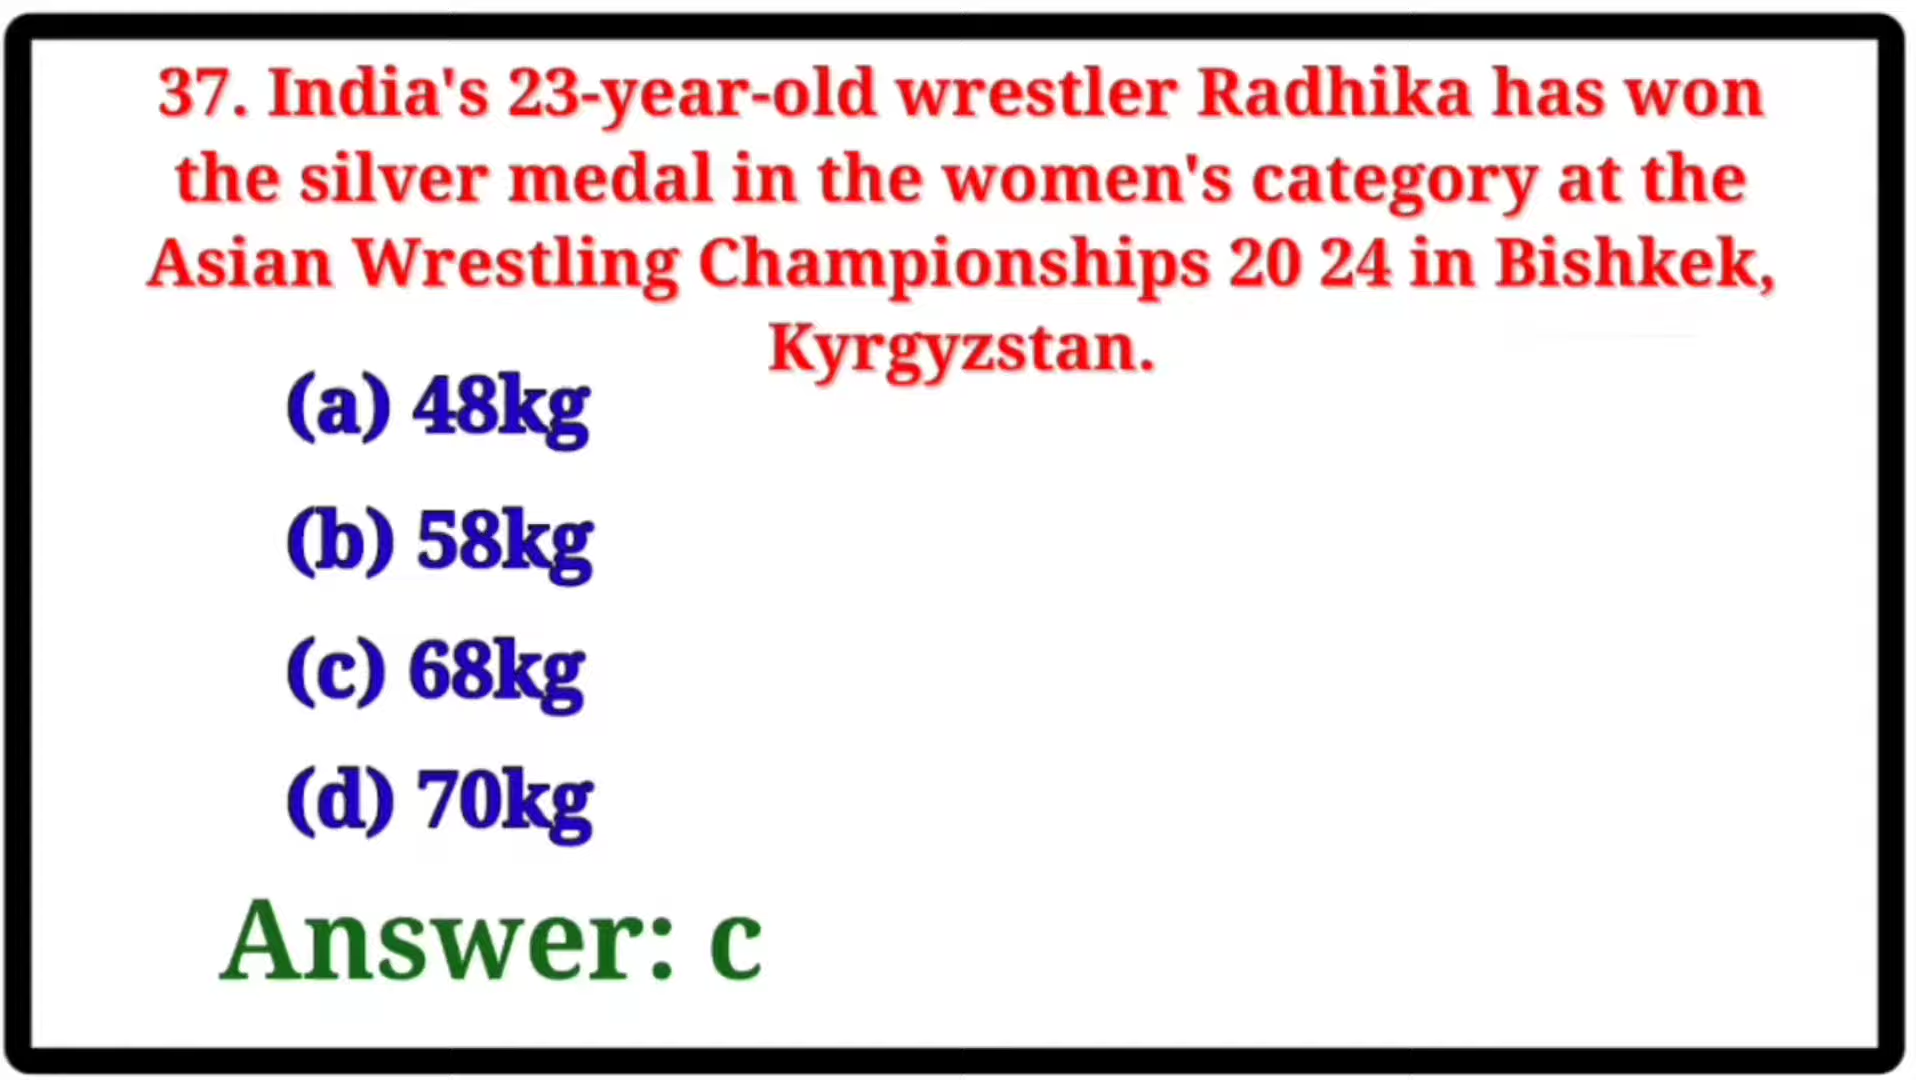 37. India's 23-year-old wrestler Radhika has won
the silver medal in the women's category at the
Asian Wrestling Championships 20 24 in Bishkek,
Kyrgyzstan.
(a) 48kg
(b) 58kg
(c) 68kg
(d) 70kg
Answer: c